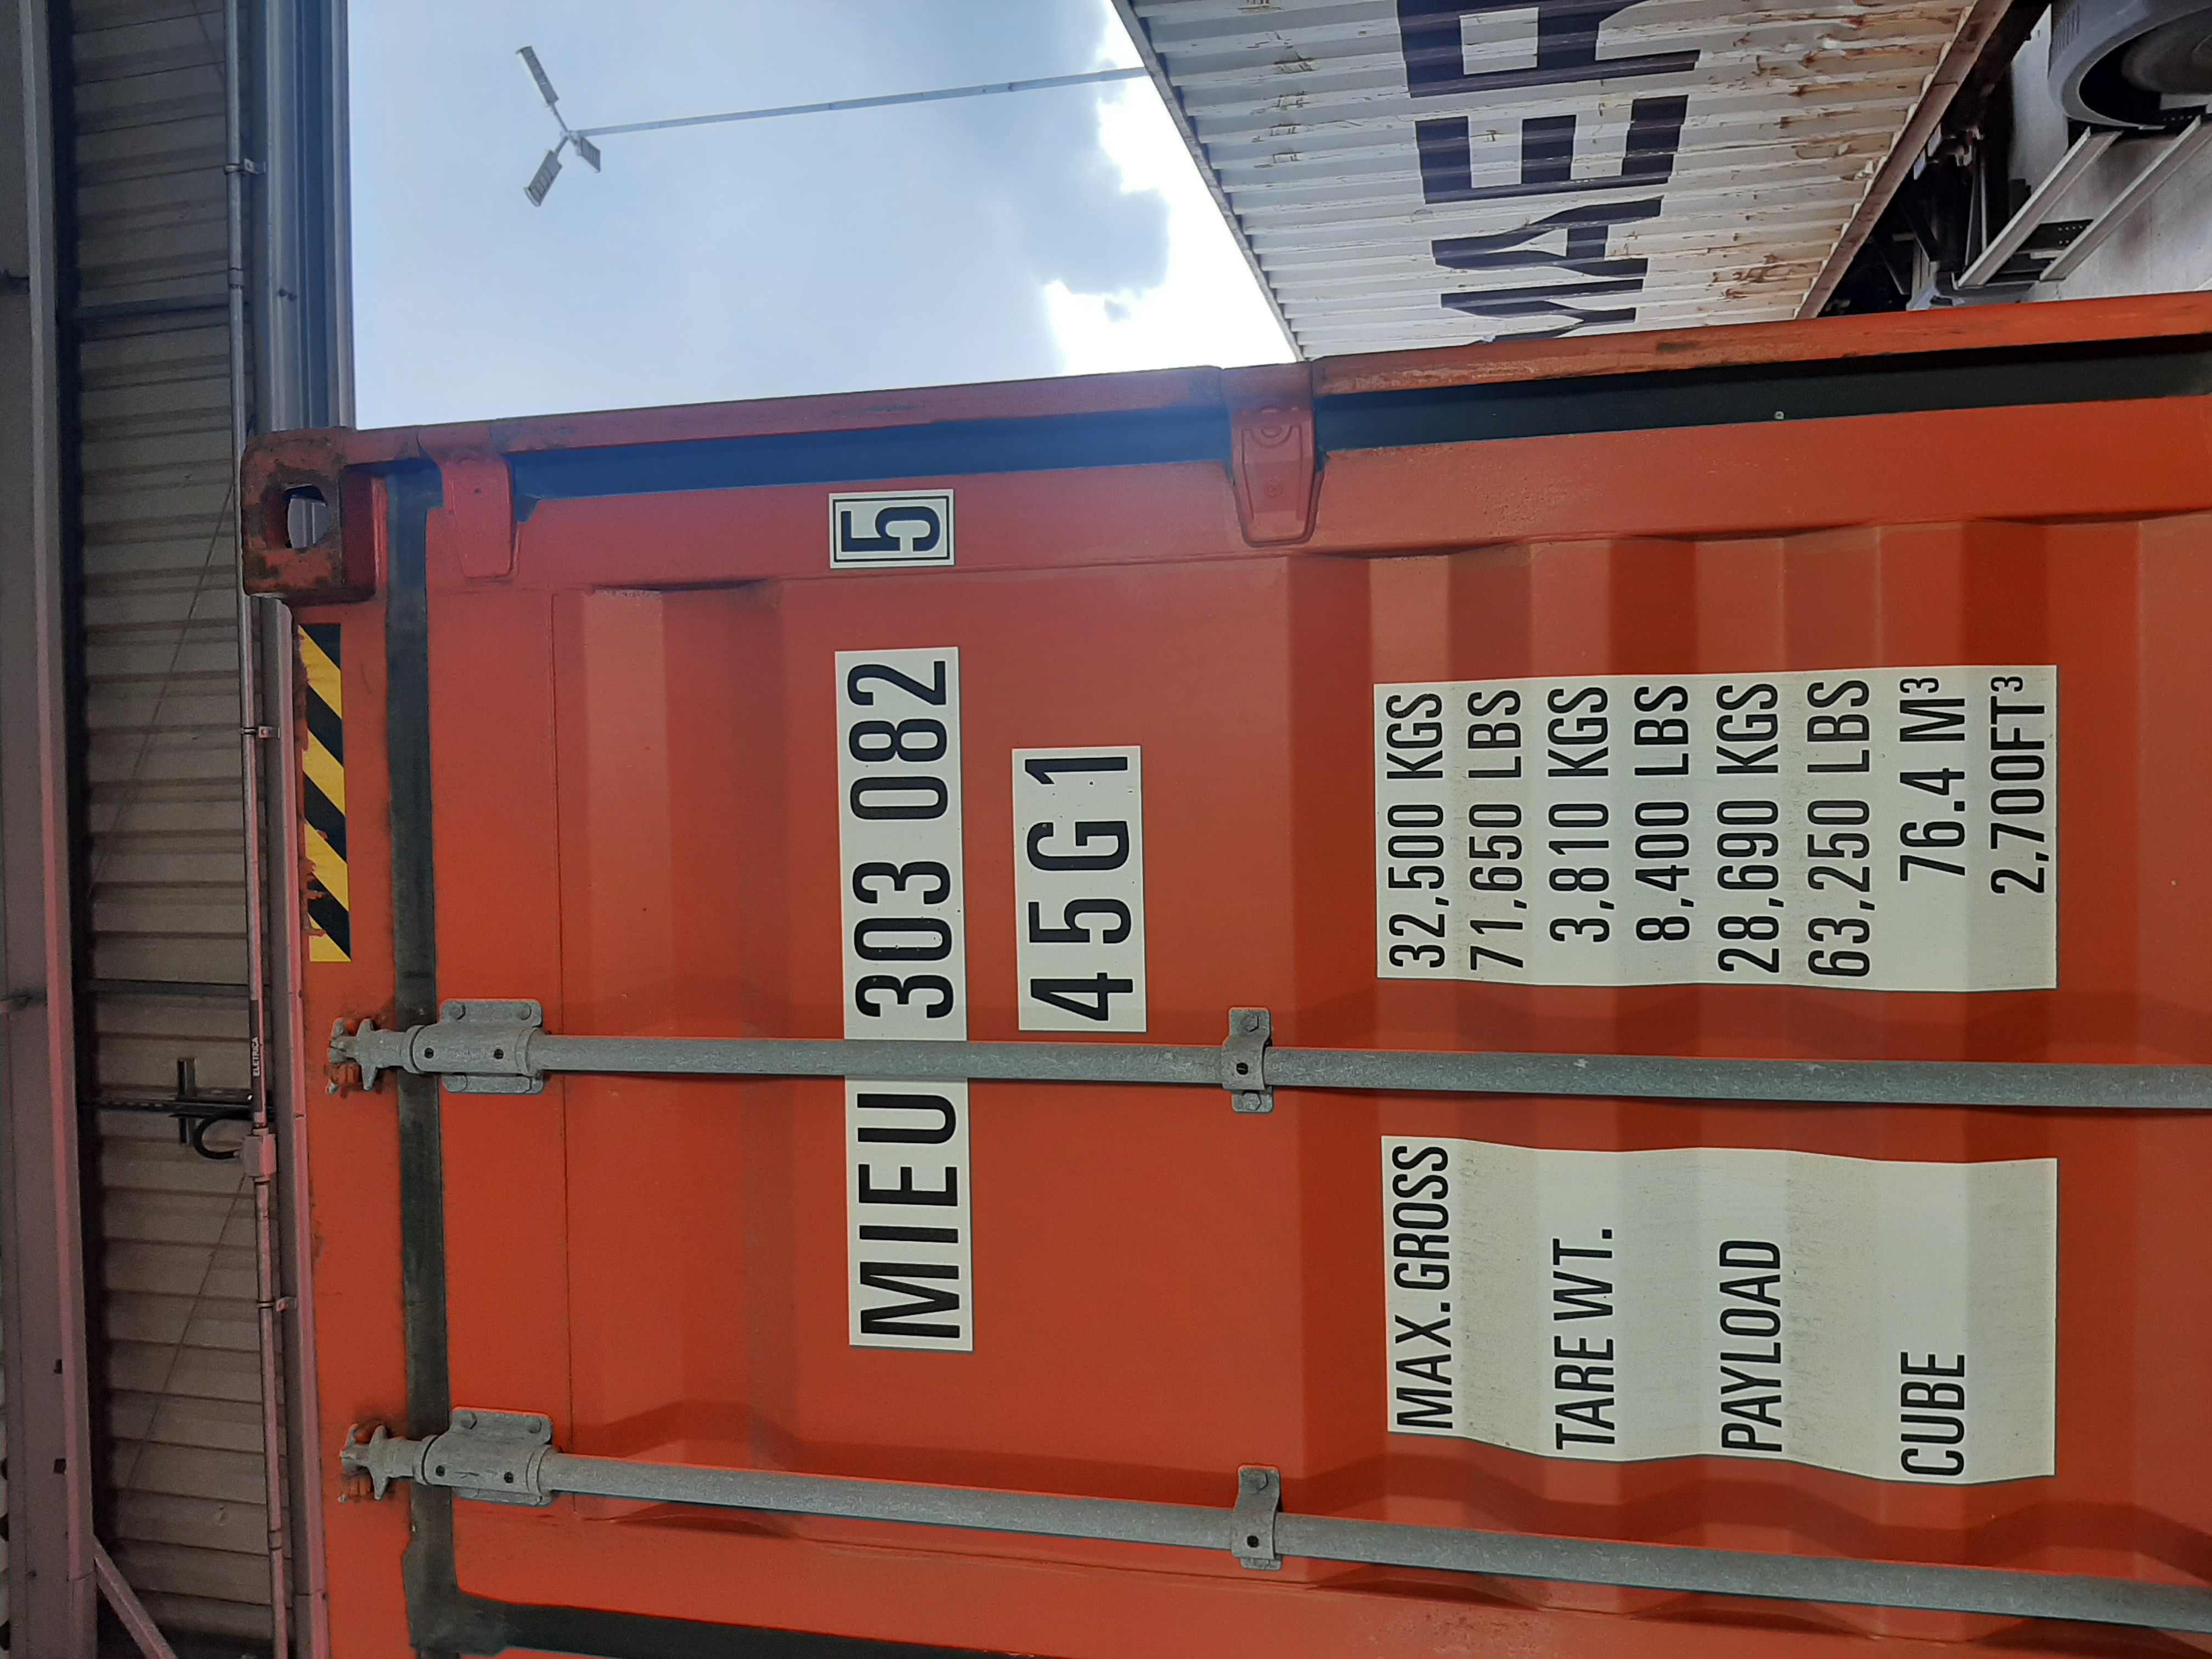 MIEU 303 082 5
45G1
MAX. GROSS 32,500 KGS
71,650 LBS
TARE WT. 3,810 KGS
8,400 LBS
PAYLOAD 28,690 KGS
63,250 LBS
CUBE 76.4 M³
2,700FT³
ELETRICA